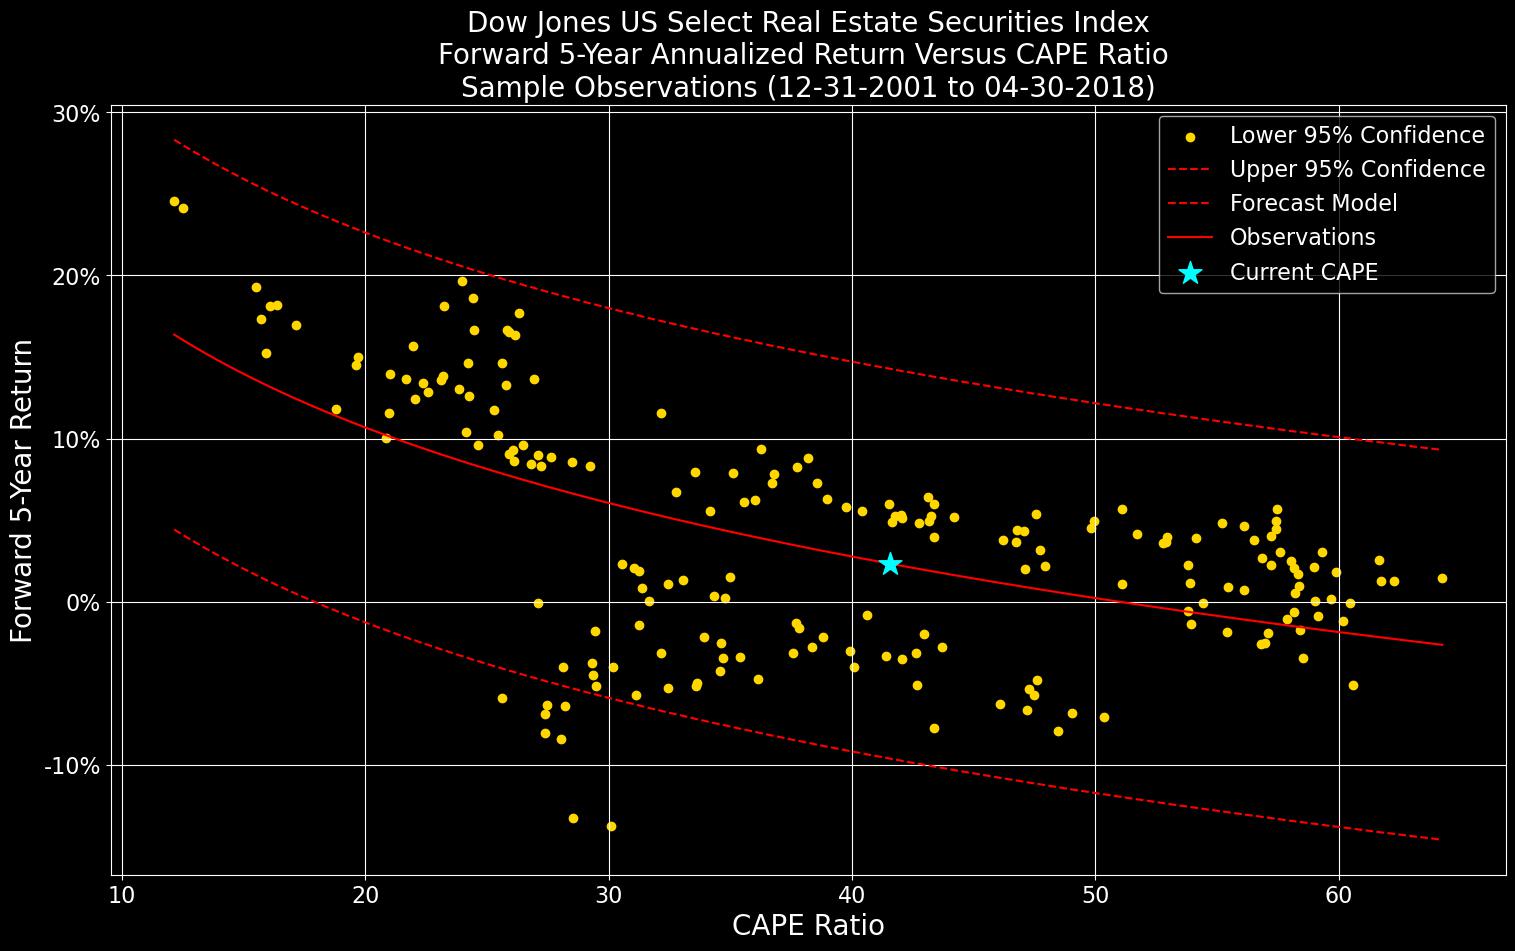 Dow Jones US Select Real Estate Securities Index
Forward 5-Year Annualized Return Versus CAPE Ratio
Sample Observations (12-31-2001 to 04-30-2018)
Lower 95% Confidence
Upper 95% Confidence
Forecast Model
Observations
Current CAPE
Forward 5-Year Return
30%
20%
10%
0%
-10%
10 20 30 40 50 60
CAPE Ratio